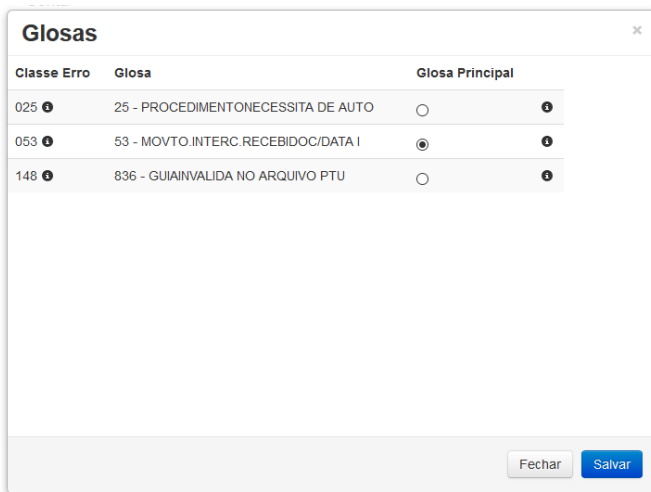 Glosas ×
Classe Erro Glosa Glosa Principal
025 25 - PROCEDIMENTONECESSITA DE AUTO
053 53 - MOVTO.INTERC.RECEBIDOC/DATA I
148 836 - GUIAINVALIDA NO ARQUIVO PTU
Fechar Salvar